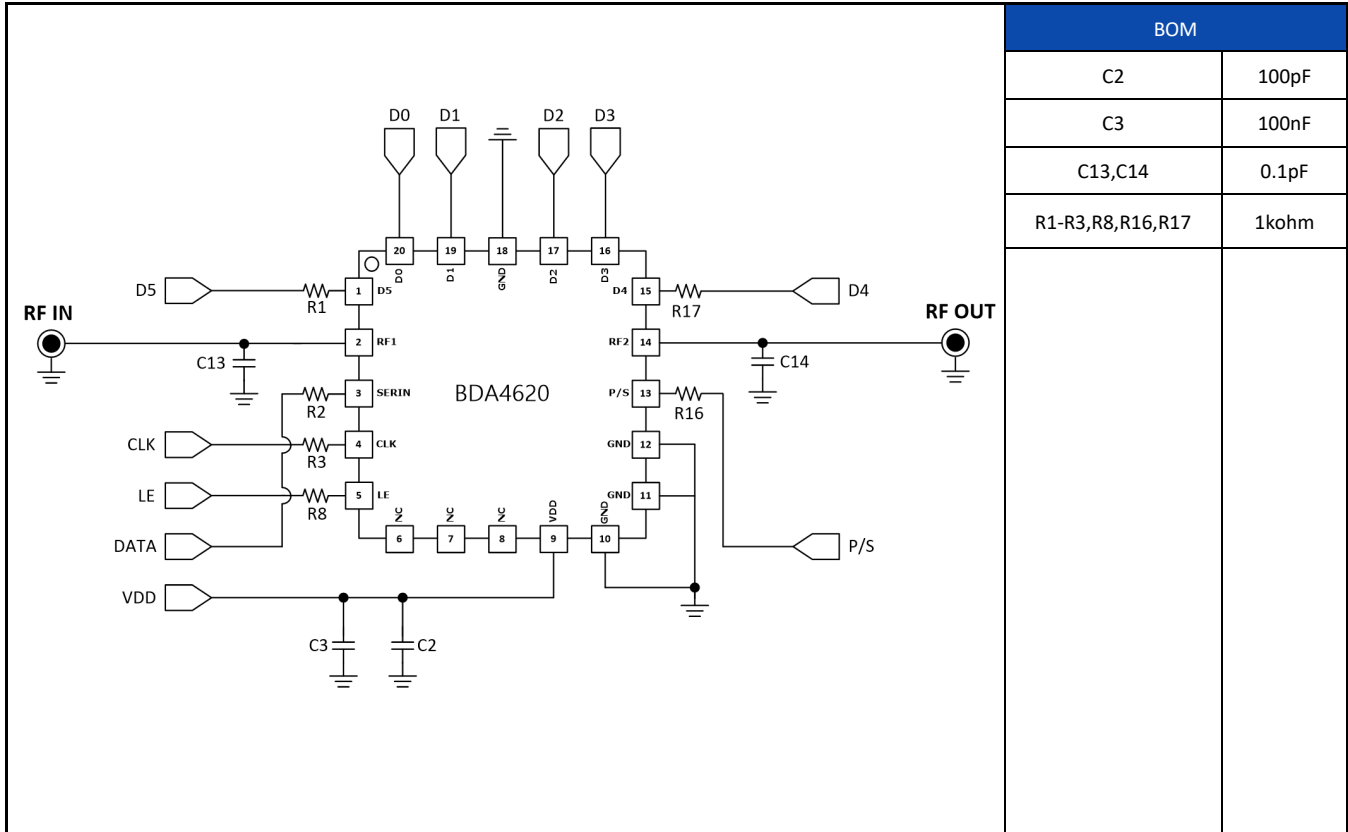 BOM
C2 100pF
C3 100nF
C13,C14 0.1pF
R1-R3,R8,R16,R17 1kohm
D0 D1 D2 D3
20 19 18 17 16
D0 D1 GND D2 D3
D5 R1 1 D5
D4 15 R17 D4
RF IN
RF OUT
C13 2 RF1
RF2 14 C14
R2 3 SERIN
BDA4620
P/S 13 R16
CLK R3 4 CLK
GND 12
LE R8 5 LE
GND 11
NC NC NC VDD GND
6 7 8 9 10
DATA
P/S
VDD
C3 C2